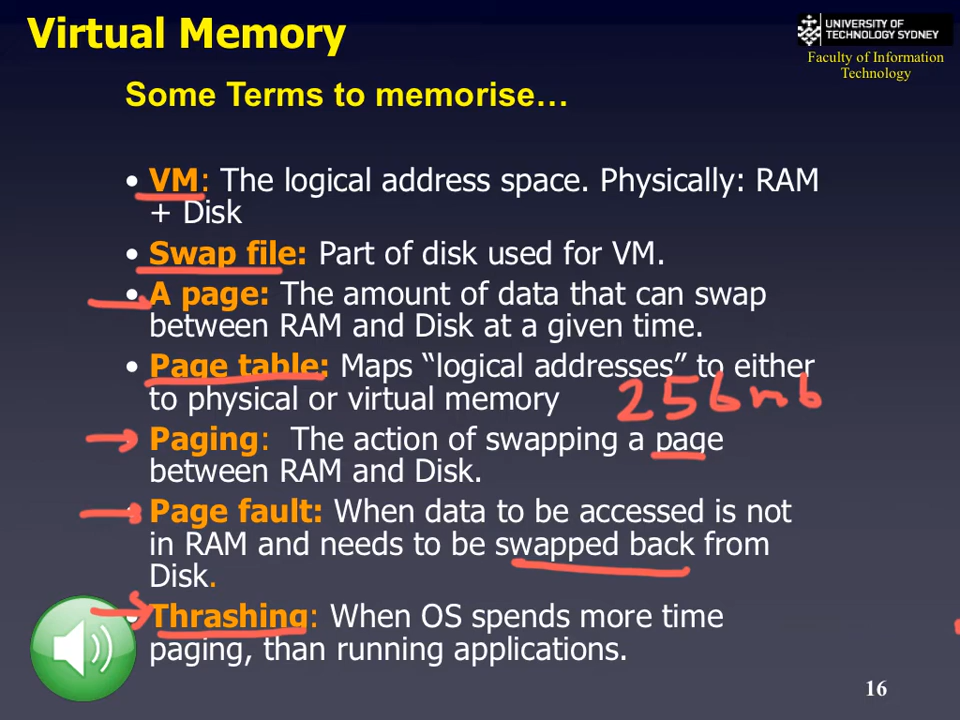 Virtual Memory
UNIVERSITY OF
TECHNOLOGY SYDNEY
Faculty of Information
Technology
Some Terms to memorise…
• VM: The logical address space. Physically: RAM
+ Disk
• Swap file: Part of disk used for VM.
• A page: The amount of data that can swap
between RAM and Disk at a given time.
• Page table: Maps “logical addresses” to either
to physical or virtual memory
256mb
• Paging: The action of swapping a page
between RAM and Disk.
• Page fault: When data to be accessed is not
in RAM and needs to be swapped back from
Disk.
• Thrashing: When OS spends more time
paging, than running applications.
16